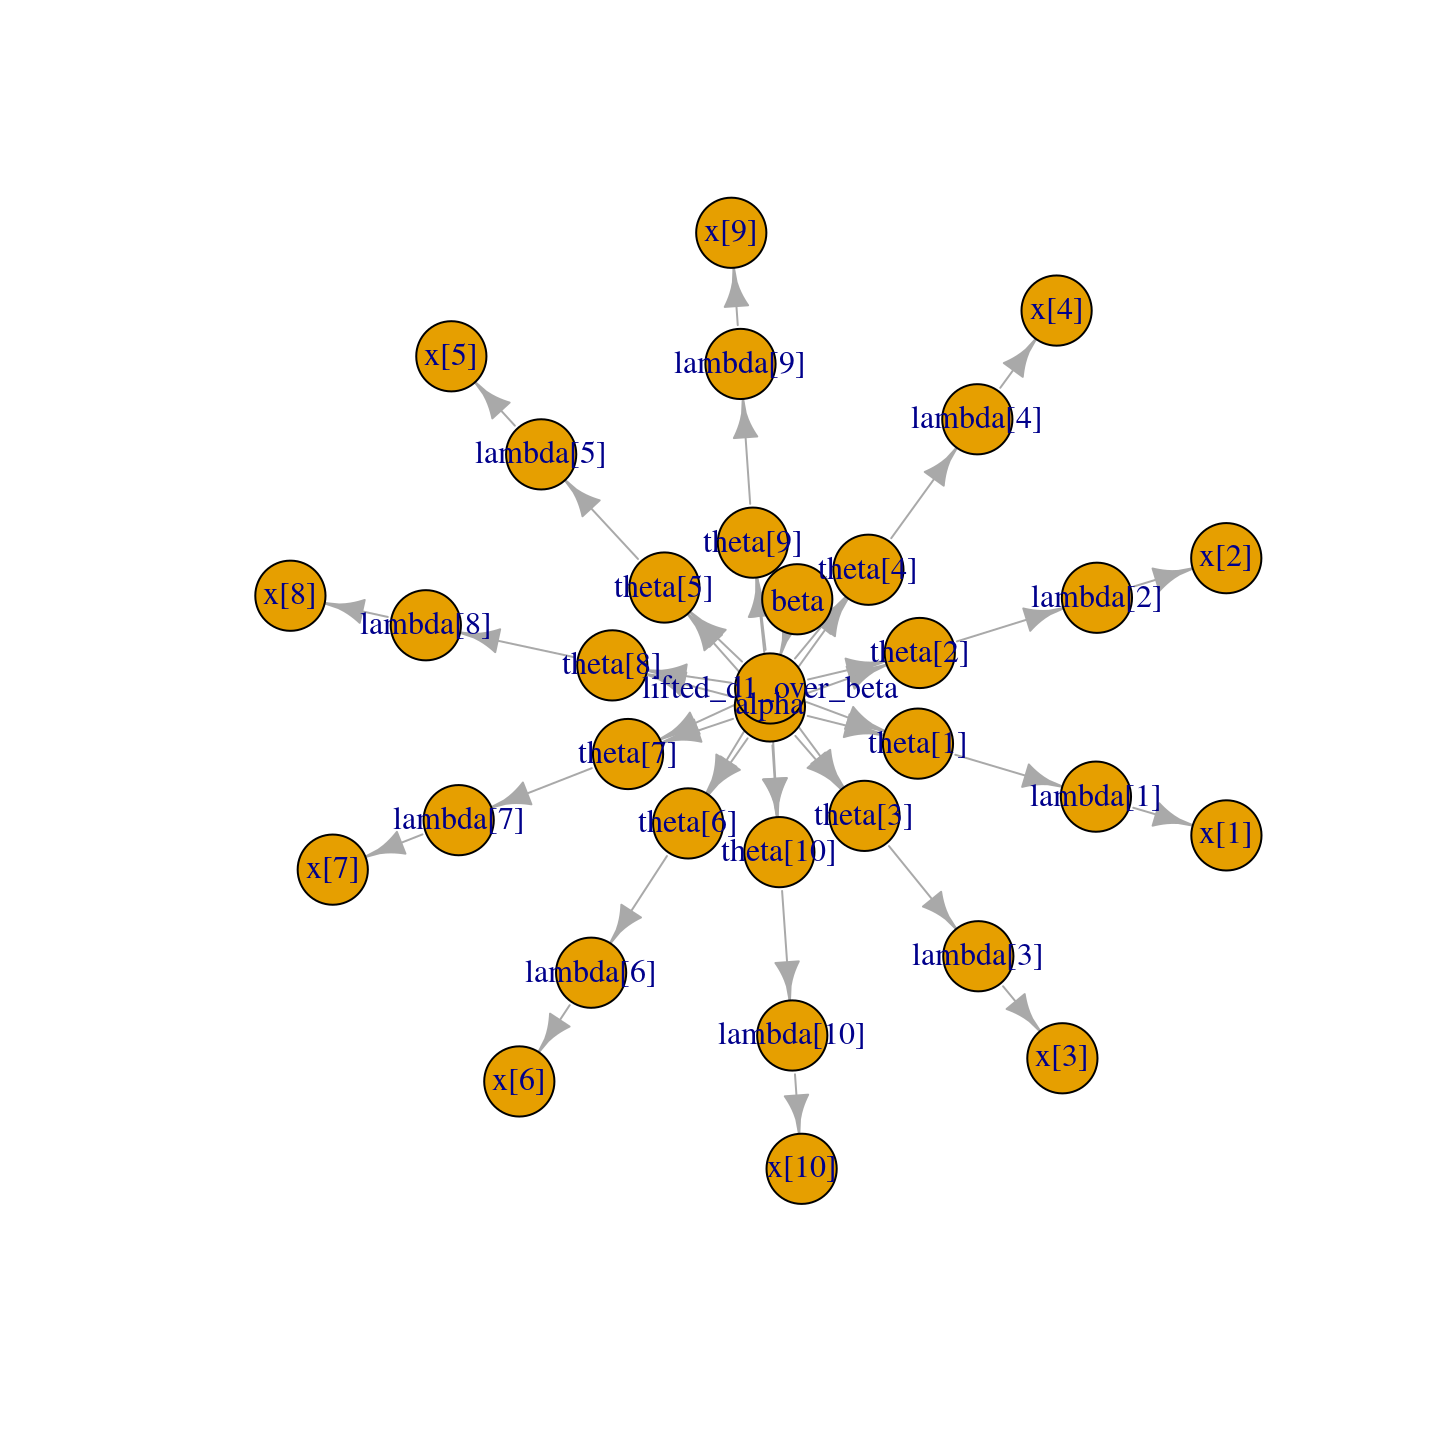 x[9]
x[4]
x[5]
lambda[9]
lambda[4]
lambda[5]
theta[9]
x[2]
theta[4]
theta[5]
x[8]
beta
lambda[2]
lambda[8]
theta[2]
theta[8]
lifted_d1_over_beta
alpha
theta[1]
theta[7]
lambda[1]
theta[3]
lambda[7]
theta[6]
x[1]
theta[10]
x[7]
lambda[3]
lambda[6]
lambda[10]
x[3]
x[6]
x[10]